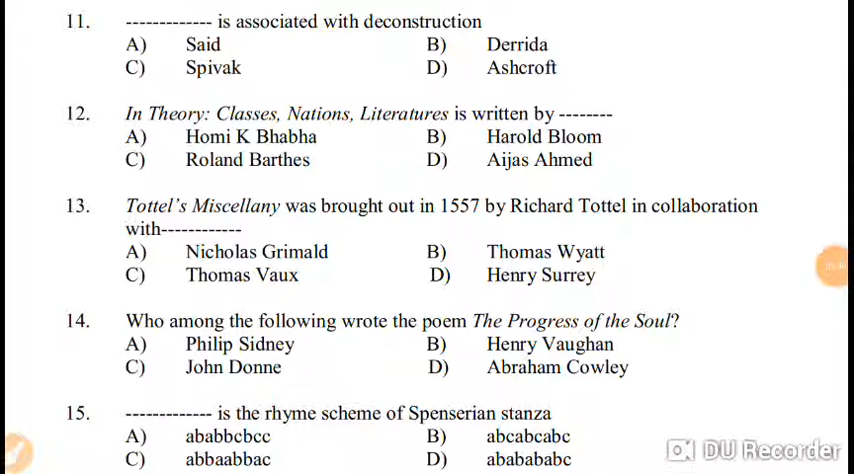 11. ------------- is associated with deconstruction
A) Said B) Derrida
C) Spivak D) Ashcroft
12. In Theory: Classes, Nations, Literatures is written by --------
A) Homi K Bhabha B) Harold Bloom
C) Roland Barthes D) Aijas Ahmed
13. Tottel's Miscellany was brought out in 1557 by Richard Tottel in collaboration
with------------
A) Nicholas Grimald B) Thomas Wyatt
C) Thomas Vaux D) Henry Surrey
14. Who among the following wrote the poem The Progress of the Soul?
A) Philip Sidney B) Henry Vaughan
C) John Donne D) Abraham Cowley
15. ------------- is the rhyme scheme of Spenserian stanza
A) ababbcbcc B) abcabcabc
C) abbaabbac D) ababababc
DU Recorder